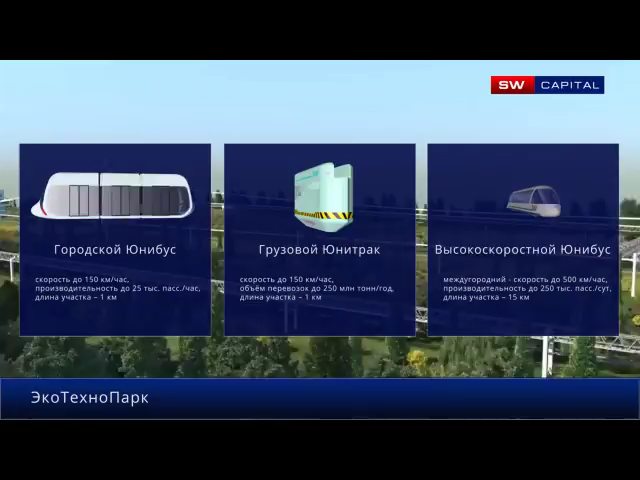 SW CAPITAL
Городской Юнибус
скорость до 150 км/час,
производительность до 25 тыс. пасс./час,
длина участка – 1 км
Грузовой Юнитрак
скорость до 150 км/час,
объём перевозок до 250 млн тонн/год,
длина участка – 1 км
Высокоскоростной Юнибус
междугородний - скорость до 500 км/час,
производительность до 250 тыс. пасс./сут,
длина участка – 15 км
ЭкоТехноПарк